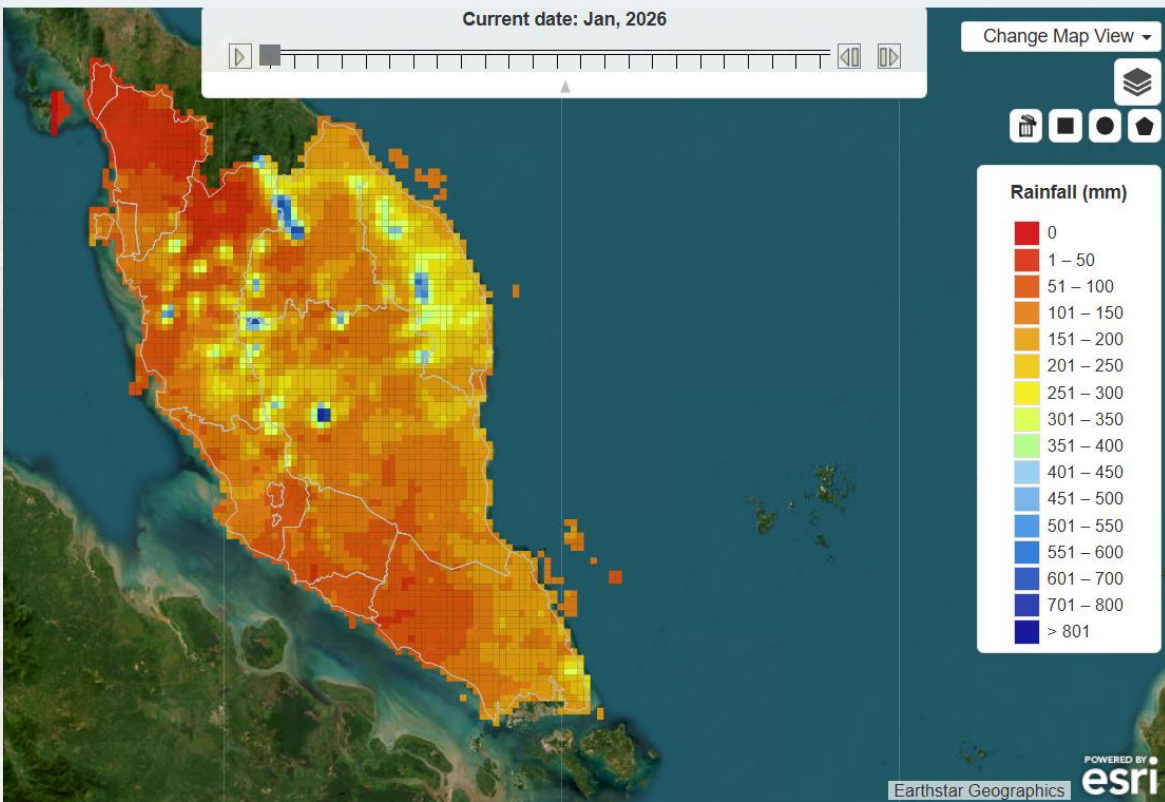 Current date: Jan, 2026
Change Map View
Rainfall (mm)
0
1 – 50
51 – 100
101 – 150
151 – 200
201 – 250
251 – 300
301 – 350
351 – 400
401 – 450
451 – 500
501 – 550
551 – 600
601 – 700
701 – 800
> 801
POWERED BY
esri
Earthstar Geographics